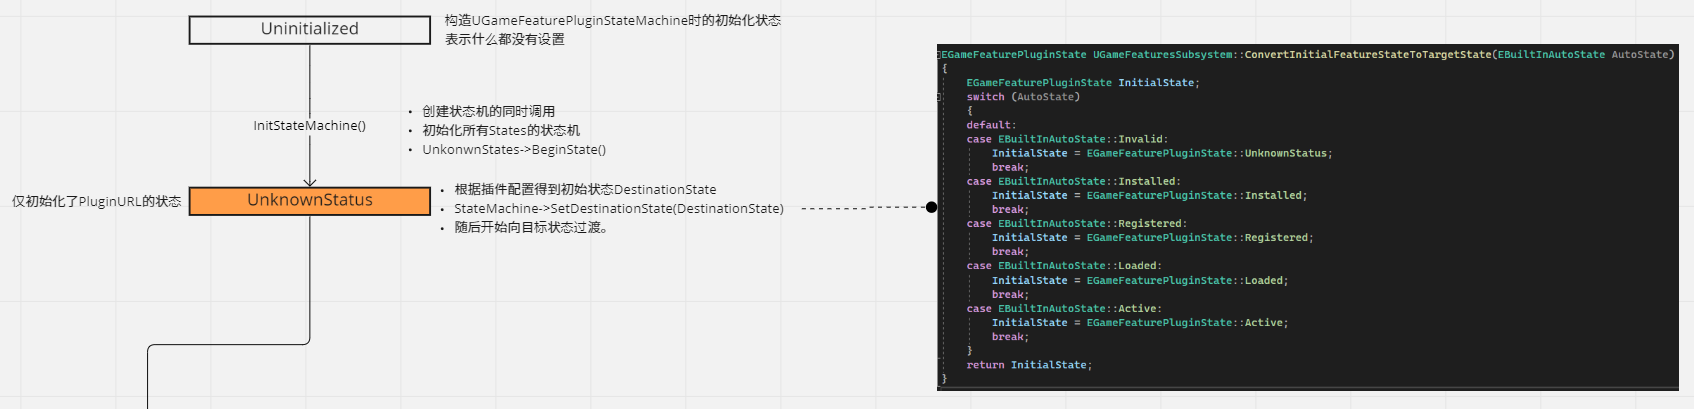 Uninitialized
构造UGameFeaturePluginStateMachine时的初始化状态
表示什么都没有设置
InitStateMachine()
• 创建状态机的同时调用
• 初始化所有States的状态机
• UnkonwnStates->BeginState()
仅初始化了PluginURL的状态
UnknownStatus
• 根据插件配置得到初始状态DestinationState
• StateMachine->SetDestinationState(DestinationState)
• 随后开始向目标状态过渡。
EGameFeaturePluginState UGameFeaturesSubsystem::ConvertInitialFeatureStateToTargetState(EBuiltInAutoState AutoState)
{
EGameFeaturePluginState InitialState;
switch (AutoState)
{
default:
case EBuiltInAutoState::Invalid:
InitialState = EGameFeaturePluginState::UnknownStatus;
break;
case EBuiltInAutoState::Installed:
InitialState = EGameFeaturePluginState::Installed;
break;
case EBuiltInAutoState::Registered:
InitialState = EGameFeaturePluginState::Registered;
break;
case EBuiltInAutoState::Loaded:
InitialState = EGameFeaturePluginState::Loaded;
break;
case EBuiltInAutoState::Active:
InitialState = EGameFeaturePluginState::Active;
break;
}
return InitialState;
}